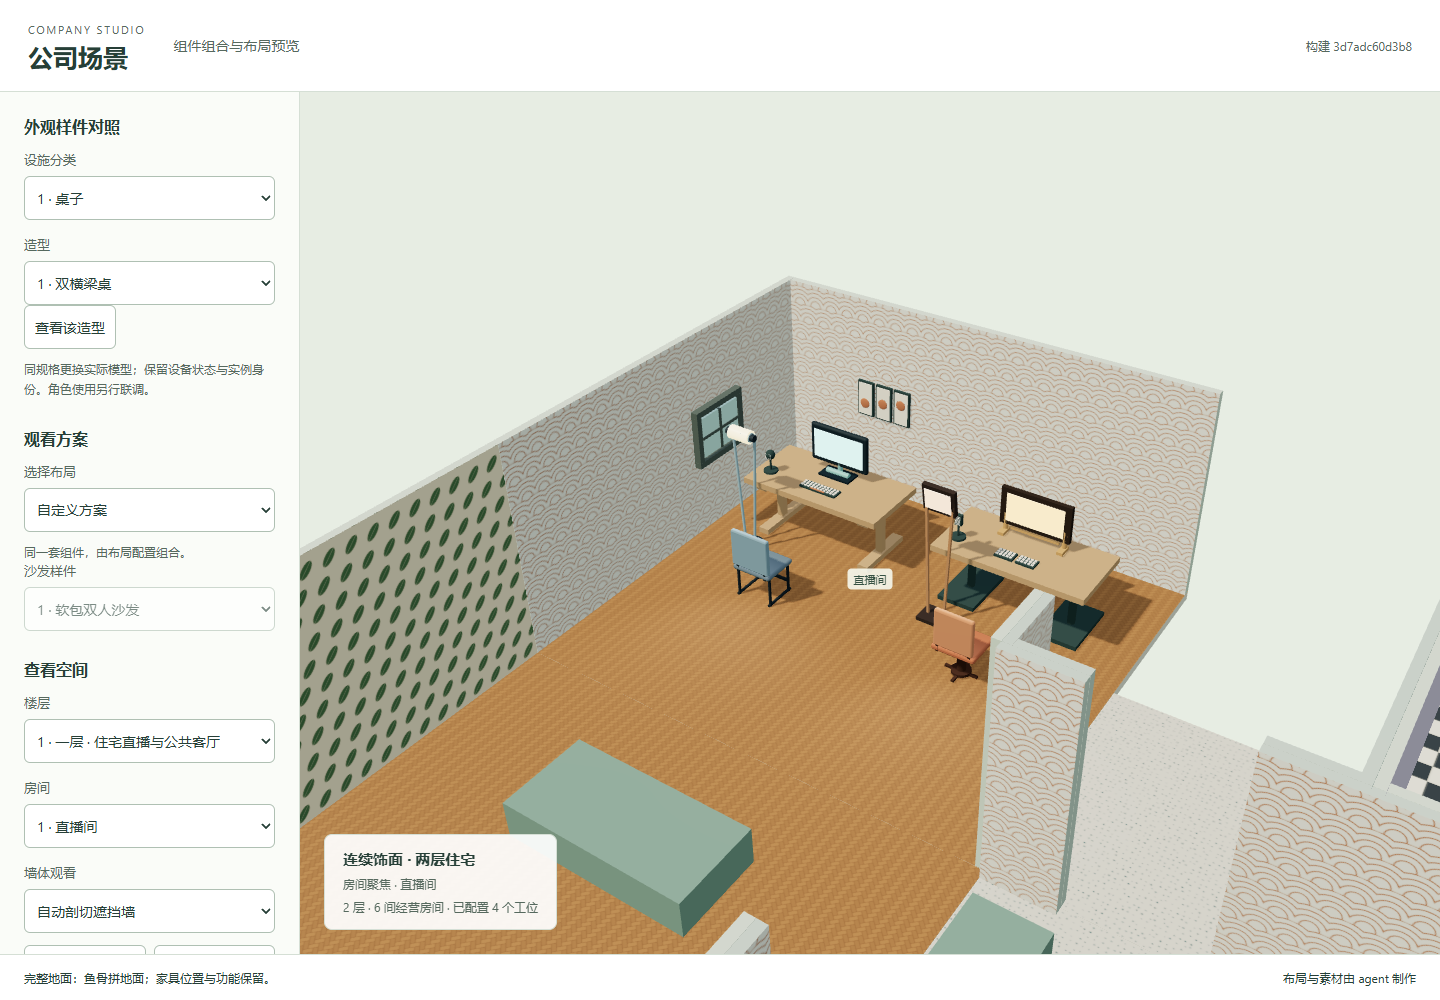 COMPANY STUDIO
公司场景
组件组合与布局预览
构建 3d7adc60d3b8
外观样件对照
设施分类
1 · 桌子
造型
1 · 双横梁桌
查看该造型
同规格更换实际模型；保留设备状态与实例身
份。角色使用另行联调。
观看方案
选择布局
自定义方案
同一套组件，由布局配置组合。
沙发样件
1 · 软包双人沙发
查看空间
楼层
1 · 一层 · 住宅直播与公共客厅
房间
1 · 直播间
墙体观看
自动剖切遮挡墙
直播间
连续饰面 · 两层住宅
房间聚焦 · 直播间
2 层 · 6 间经营房间 · 已配置 4 个工位
完整地面：鱼骨拼地面；家具位置与功能保留。
布局与素材由 agent 制作